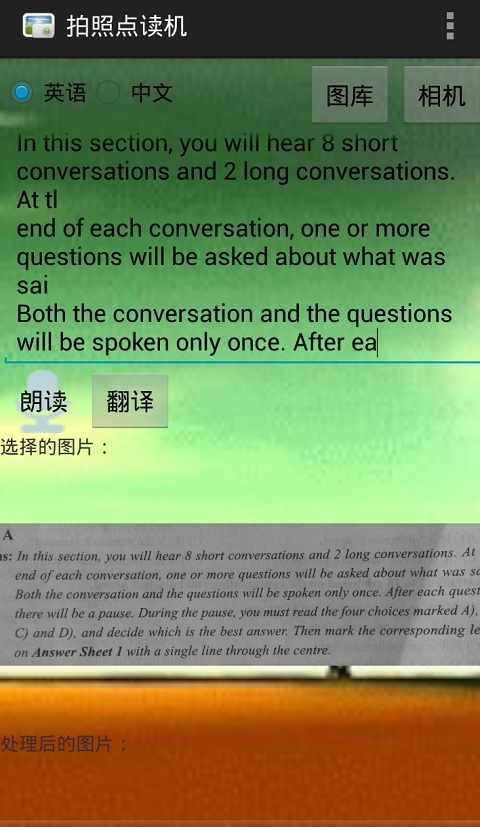 拍照点读机
英语 中文 图库 相机
In this section, you will hear 8 short
conversations and 2 long conversations.
At tl
end of each conversation, one or more
questions will be asked about what was
sai
Both the conversation and the questions
will be spoken only once. After ea
朗读 翻译
选择的图片：
A
ns: In this section, you will hear 8 short conversations and 2 long conversations. At
end of each conversation, one or more questions will be asked about what was sa
Both the conversation and the questions will be spoken only once. After each quest
there will be a pause. During the pause, you must read the four choices marked A),
C) and D), and decide which is the best answer. Then mark the corresponding le
on Answer Sheet 1 with a single line through the centre.
处理后的图片：